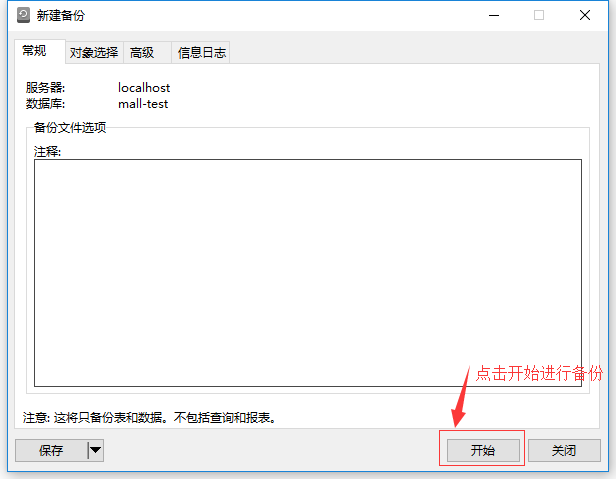 新建备份
常规 对象选择 高级 信息日志
服务器: localhost
数据库: mall-test
备份文件选项
注释:
点击开始进行备份
注意: 这将只备份表和数据。不包括查询和报表。
保存 开始 关闭